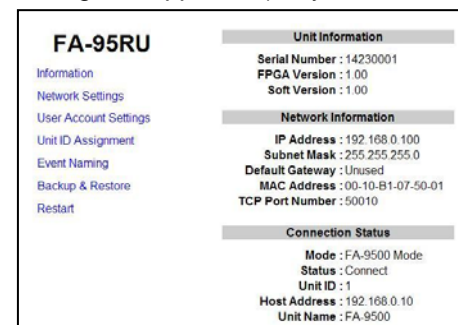 FA-95RU
Information
Network Settings
User Account Settings
Unit ID Assignment
Event Naming
Backup & Restore
Restart
Unit Information
Serial Number : 14230001
FPGA Version : 1.00
Soft Version : 1.00
Network Information
IP Address : 192.168.0.100
Subnet Mask : 255.255.255.0
Default Gateway : Unused
MAC Address : 00-10-B1-07-50-01
TCP Port Number : 50010
Connection Status
Mode : FA-9500 Mode
Status : Connect
Unit ID : 1
Host Address : 192.168.0.10
Unit Name : FA-9500